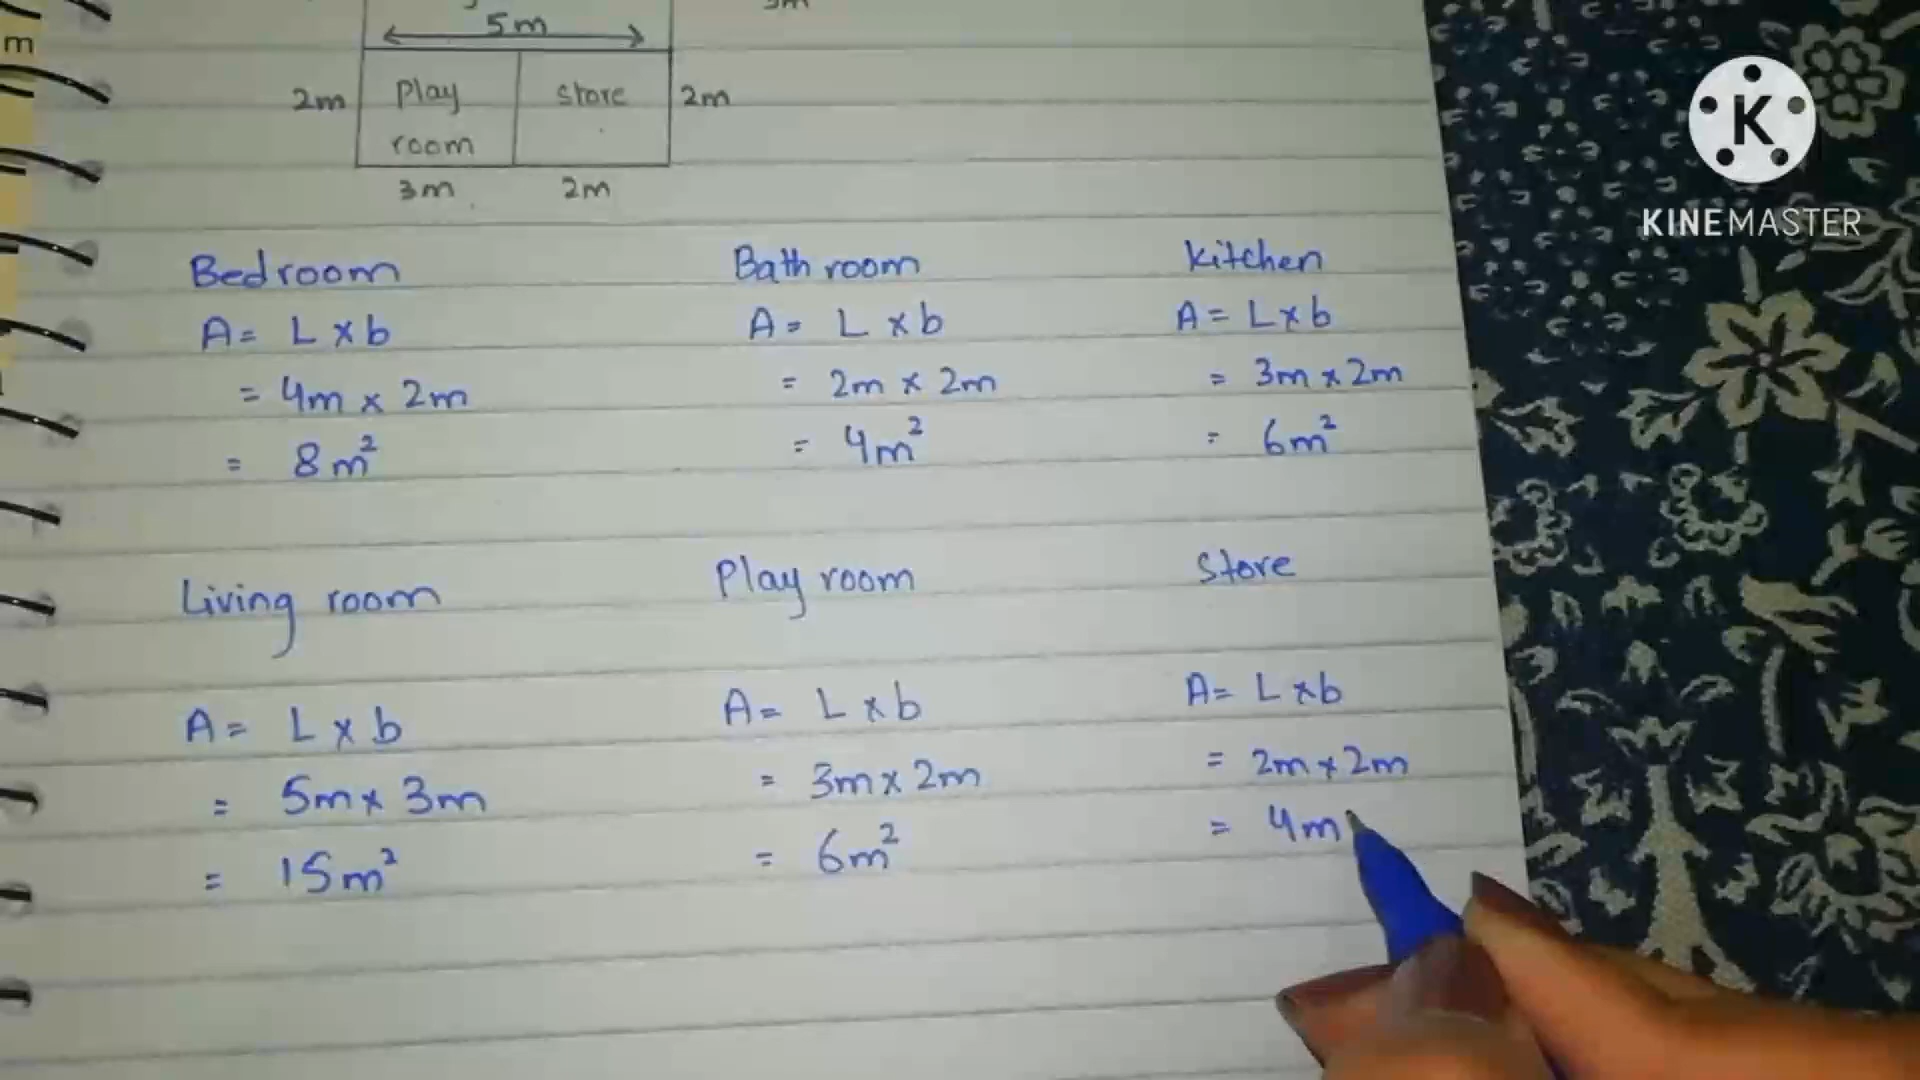 m
5m
2m Play store 2m
room
3m 2m
Bedroom
A = L × b
= 4m × 2m
= 8m²
Bath room
A = L × b
= 2m × 2m
= 4m²
Kitchen
A = L × b
= 3m × 2m
= 6m²
Living room
A = L × b
= 5m × 3m
= 15m²
Play room
A = L × b
= 3m × 2m
= 6m²
Store
A = L × b
= 2m × 2m
= 4m
K
KINEMASTER